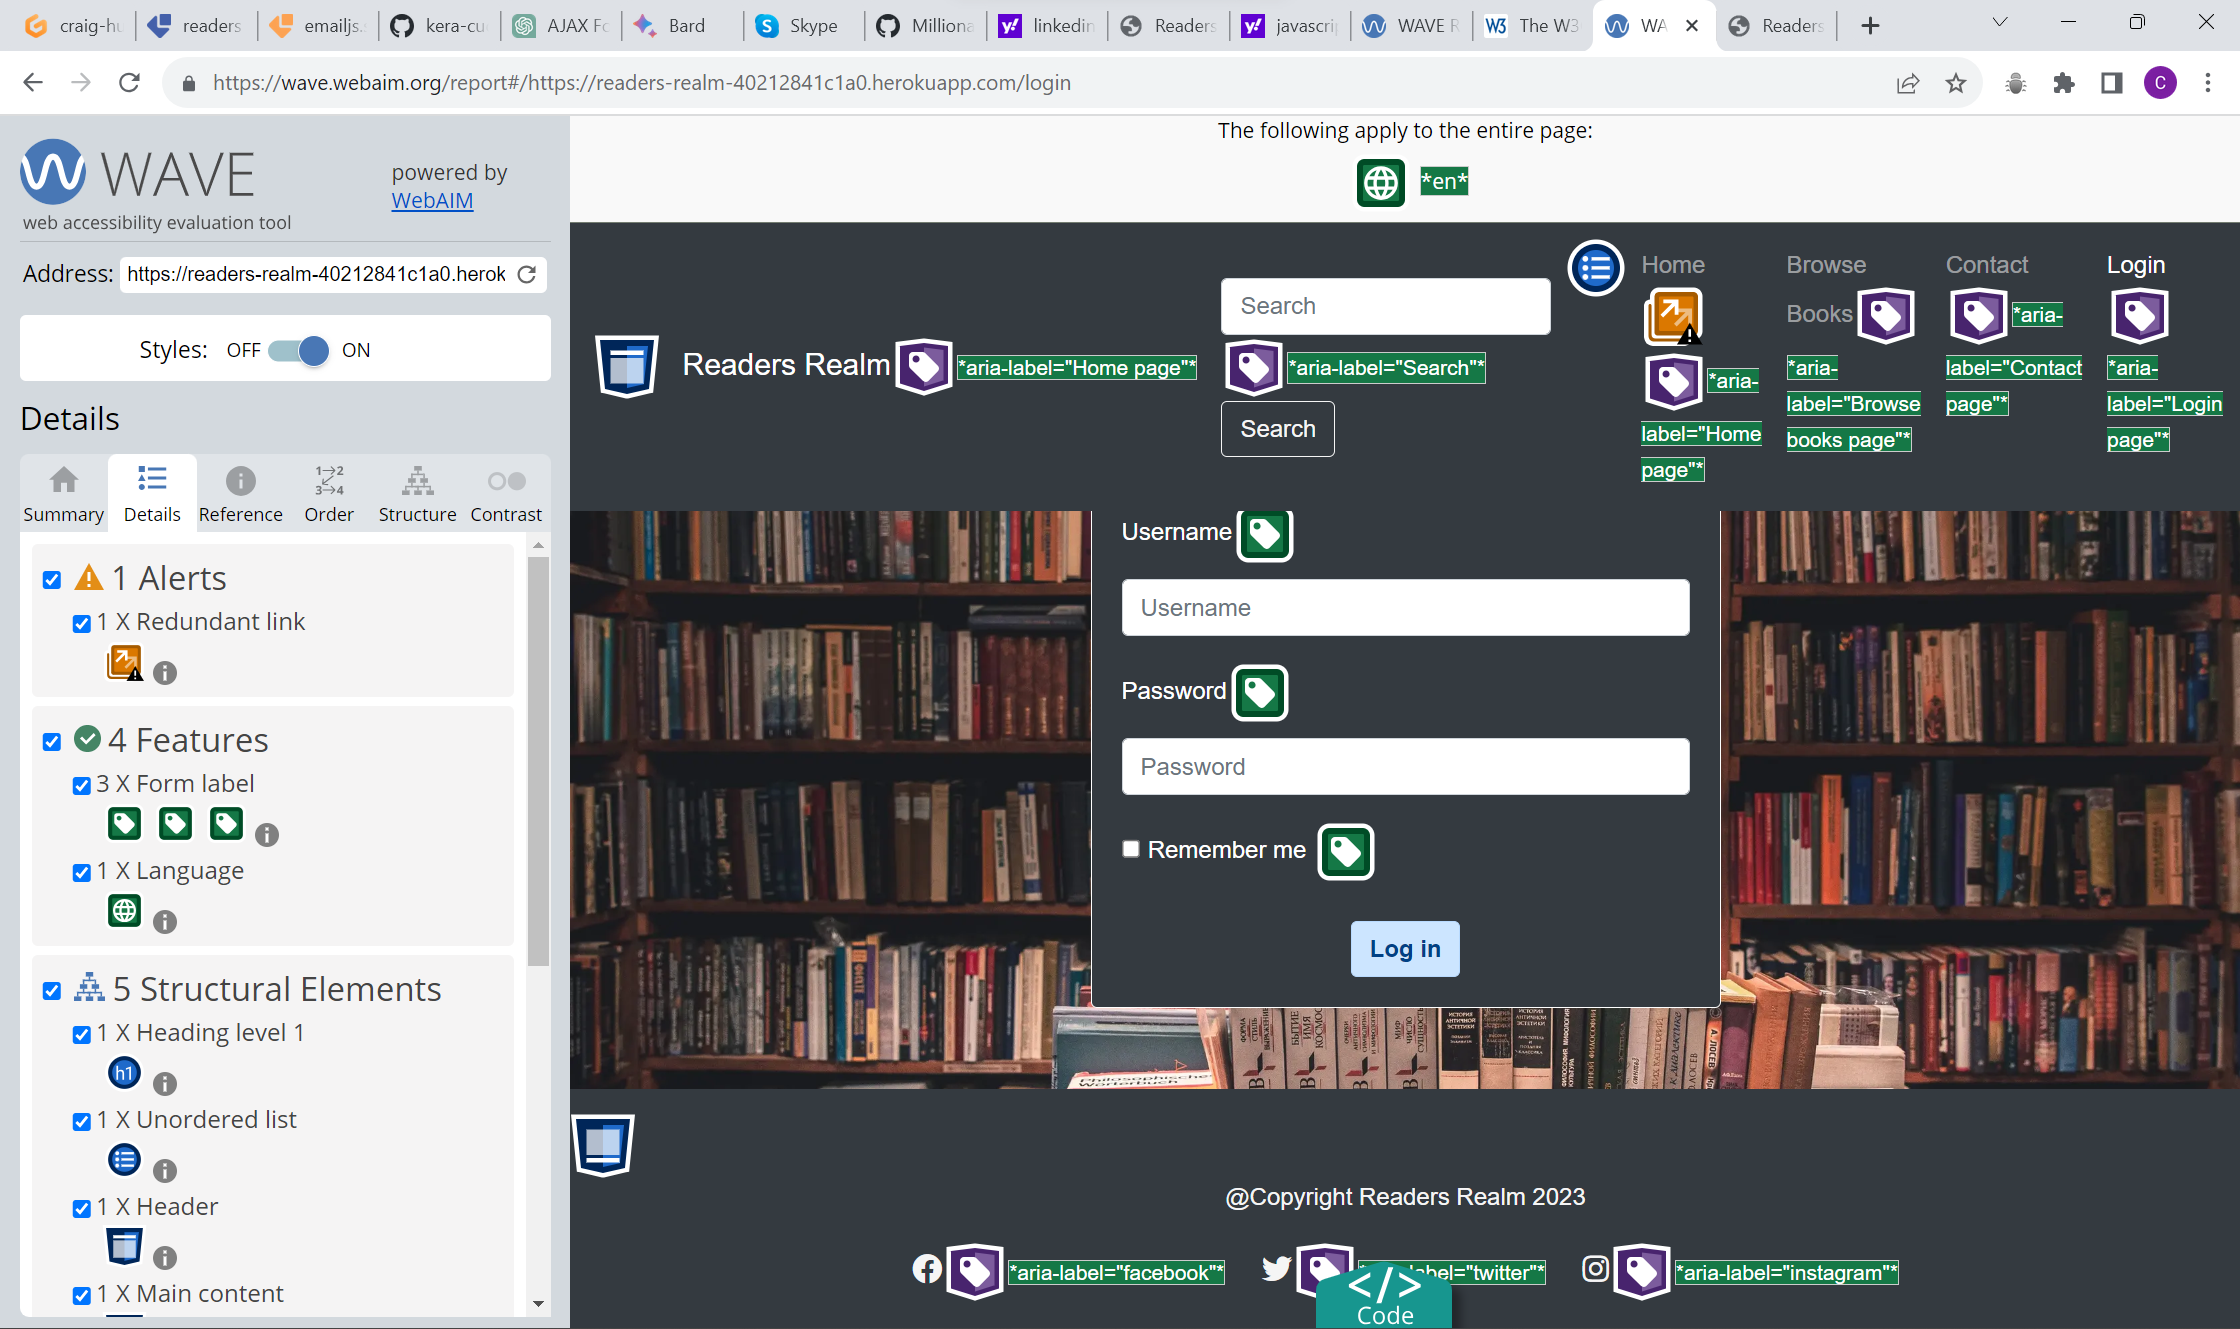 craig-hu
readers
emailjs.
kera-cu
AJAX Fo
Bard
Skype
Milliona
linkedin
Readers
javascri
WAVE R
The W3
WA
Readers
https://wave.webaim.org/report#/https://readers-realm-40212841c1a0.herokuapp.com/login
C
WAVE
web accessibility evaluation tool
powered by
WebAIM
Address:
https://readers-realm-40212841c1a0.herok
Styles: OFF ON
Details
Summary
Details
Reference
Order
Structure
Contrast
1 Alerts
1 X Redundant link
4 Features
3 X Form label
1 X Language
5 Structural Elements
1 X Heading level 1
h1
1 X Unordered list
1 X Header
1 X Main content
The following apply to the entire page:
*en*
Readers Realm *aria-label="Home page"*
Search
*aria-label="Search"*
Search
Home
*aria-
label="Home
page"*
Browse
Books
*aria-
label="Browse
books page"*
Contact
*aria-
label="Contact
page"*
Login
*aria-
label="Login
page"*
Username
Username
Password
Password
Remember me
Log in
@Copyright Readers Realm 2023
*aria-label="facebook"*
label="twitter"*
*aria-label="instagram"*
</> 
Code